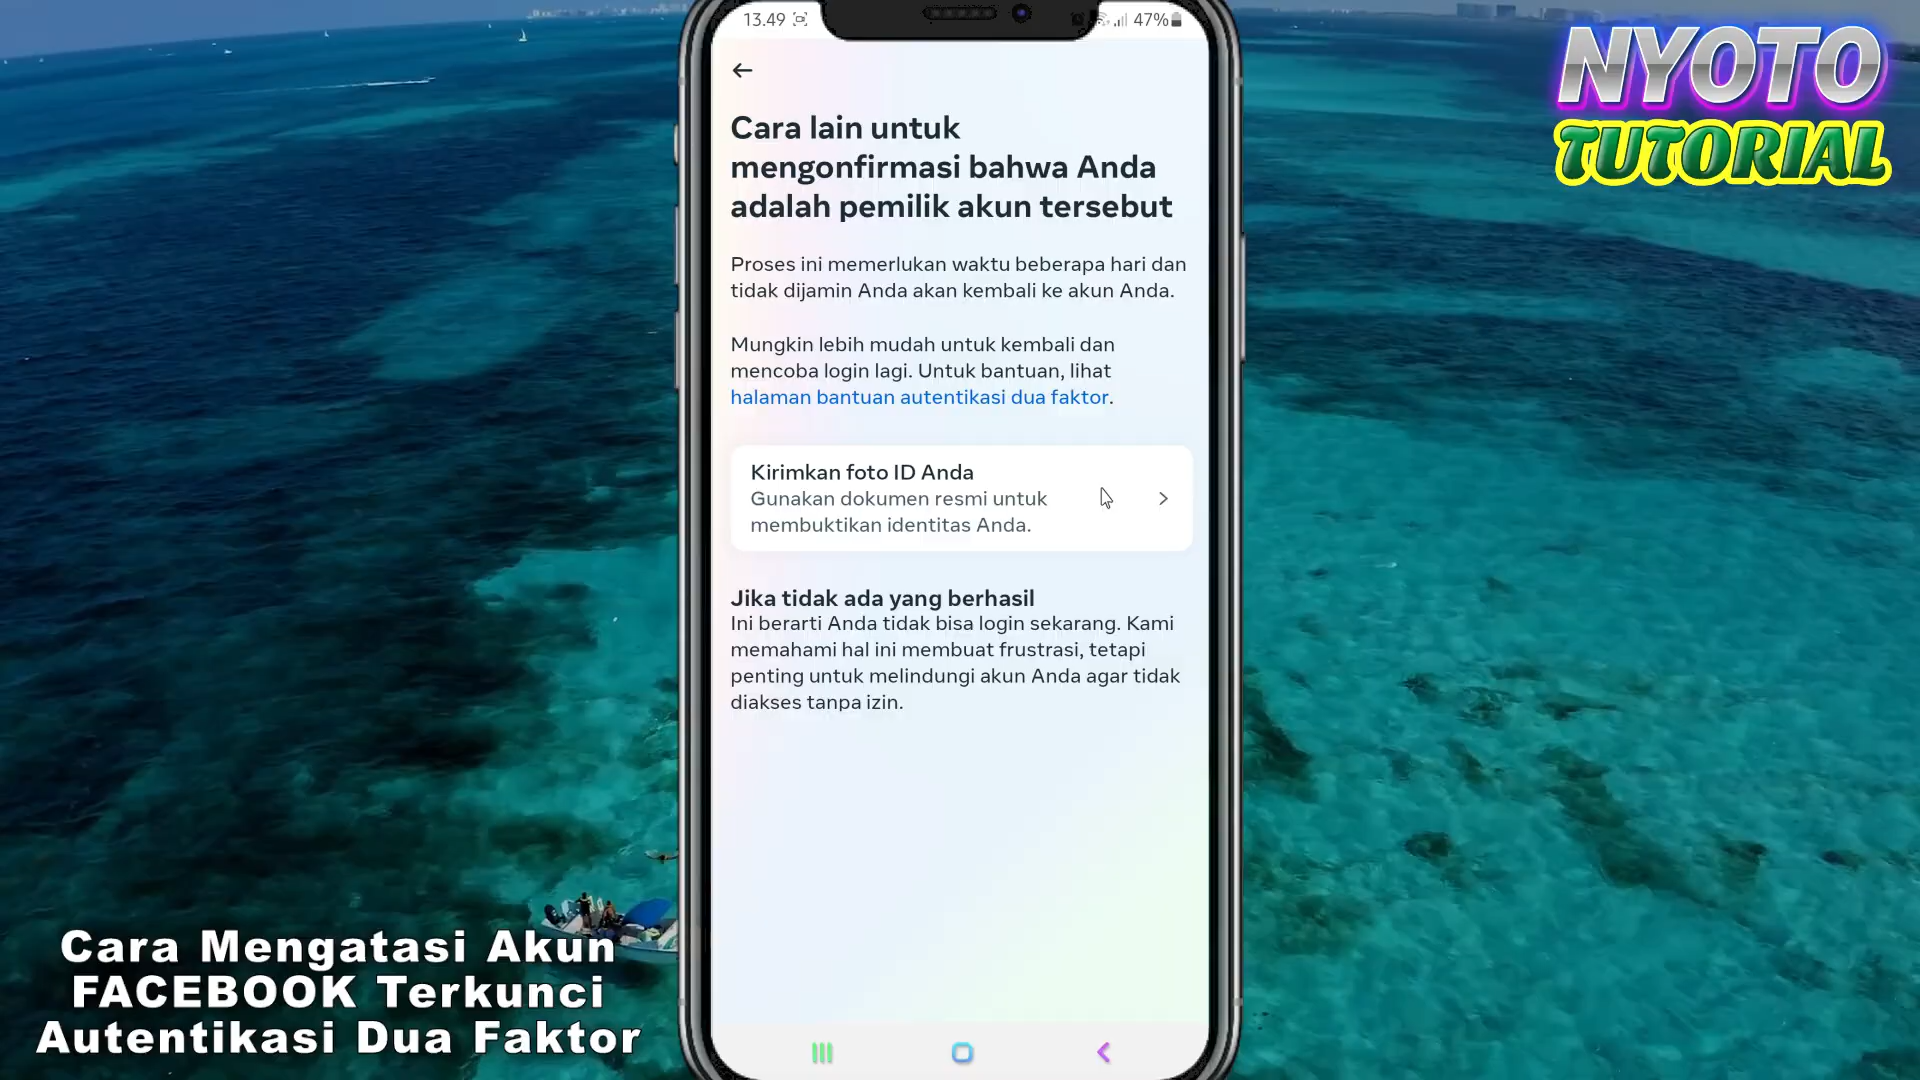 13.49
47%
Cara lain untuk
mengonfirmasi bahwa Anda
adalah pemilik akun tersebut
Proses ini memerlukan waktu beberapa hari dan
tidak dijamin Anda akan kembali ke akun Anda.
Mungkin lebih mudah untuk kembali dan
mencoba login lagi. Untuk bantuan, lihat
halaman bantuan autentikasi dua faktor.
Kirimkan foto ID Anda
Gunakan dokumen resmi untuk
membuktikan identitas Anda.
Jika tidak ada yang berhasil
Ini berarti Anda tidak bisa login sekarang. Kami
memahami hal ini membuat frustrasi, tetapi
penting untuk melindungi akun Anda agar tidak
diakses tanpa izin.
NYOTO
TUTORIAL
Cara Mengatasi Akun
FACEBOOK Terkunci
Autentikasi Dua Faktor